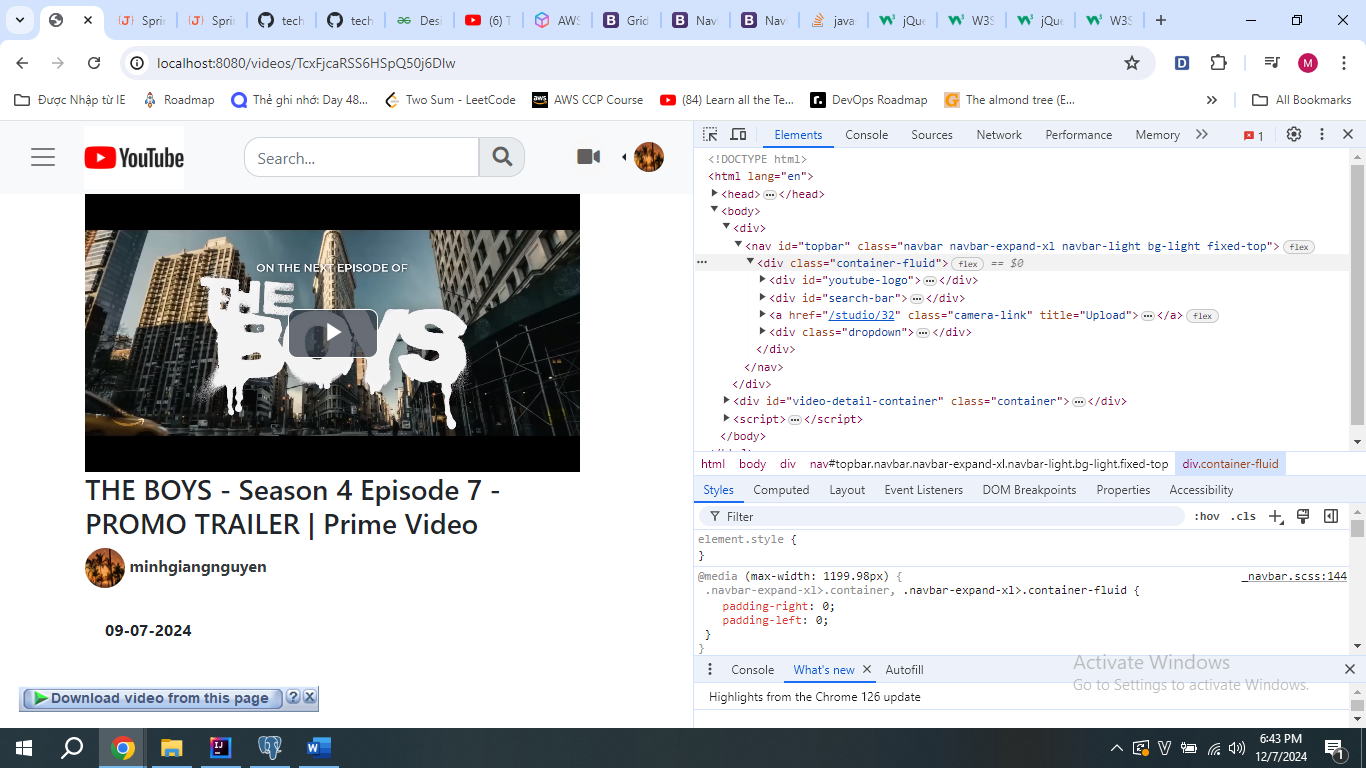 Sprin
Sprin
tech
tech
Desi
(6) T
AWS
Grid
Navi
Nav
java
jQue
W3S
jQue
W3S
localhost:8080/videos/TcxFjcaRSS6HSpQ50j6DIw
D
M
Được Nhập từ IE
Roadmap
Thẻ ghi nhớ: Day 48...
Two Sum - LeetCode
AWS CCP Course
(84) Learn all the Te...
DevOps Roadmap
The almond tree (E...
All Bookmarks
YouTube
Search...
ON THE NEXT EPISODE OF
THE
BOYS
THE BOYS - Season 4 Episode 7 -
PROMO TRAILER | Prime Video
minhgiangnguyen
09-07-2024
Download video from this page
Elements Console Sources Network Performance Memory 1
<!DOCTYPE html>
<html lang="en">
<head> </head>
<body>
<div>
<nav id="topbar" class="navbar navbar-expand-xl navbar-light bg-light fixed-top"> flex
<div class="container-fluid"> flex == $0
<div id="youtube-logo"> </div>
<div id="search-bar"> </div>
<a href="/studio/32" class="camera-link" title="Upload"> </a> flex
<div class="dropdown"> </div>
</div>
</nav>
</div>
<div id="video-detail-container" class="container"> </div>
<script> </script>
</body>
html body div nav#topbar.navbar.navbar-expand-xl.navbar-light.bg-light.fixed-top div.container-fluid
Styles Computed Layout Event Listeners DOM Breakpoints Properties Accessibility
Filter :hov .cls
element.style {
}
@media (max-width: 1199.98px) { _navbar.scss:144
.navbar-expand-xl>.container, .navbar-expand-xl>.container-fluid {
padding-right: 0;
padding-left: 0;
}
}
Console What's new Autofill
Highlights from the Chrome 126 update
Activate Windows
Go to Settings to activate Windows.
6:43 PM
12/7/2024
1